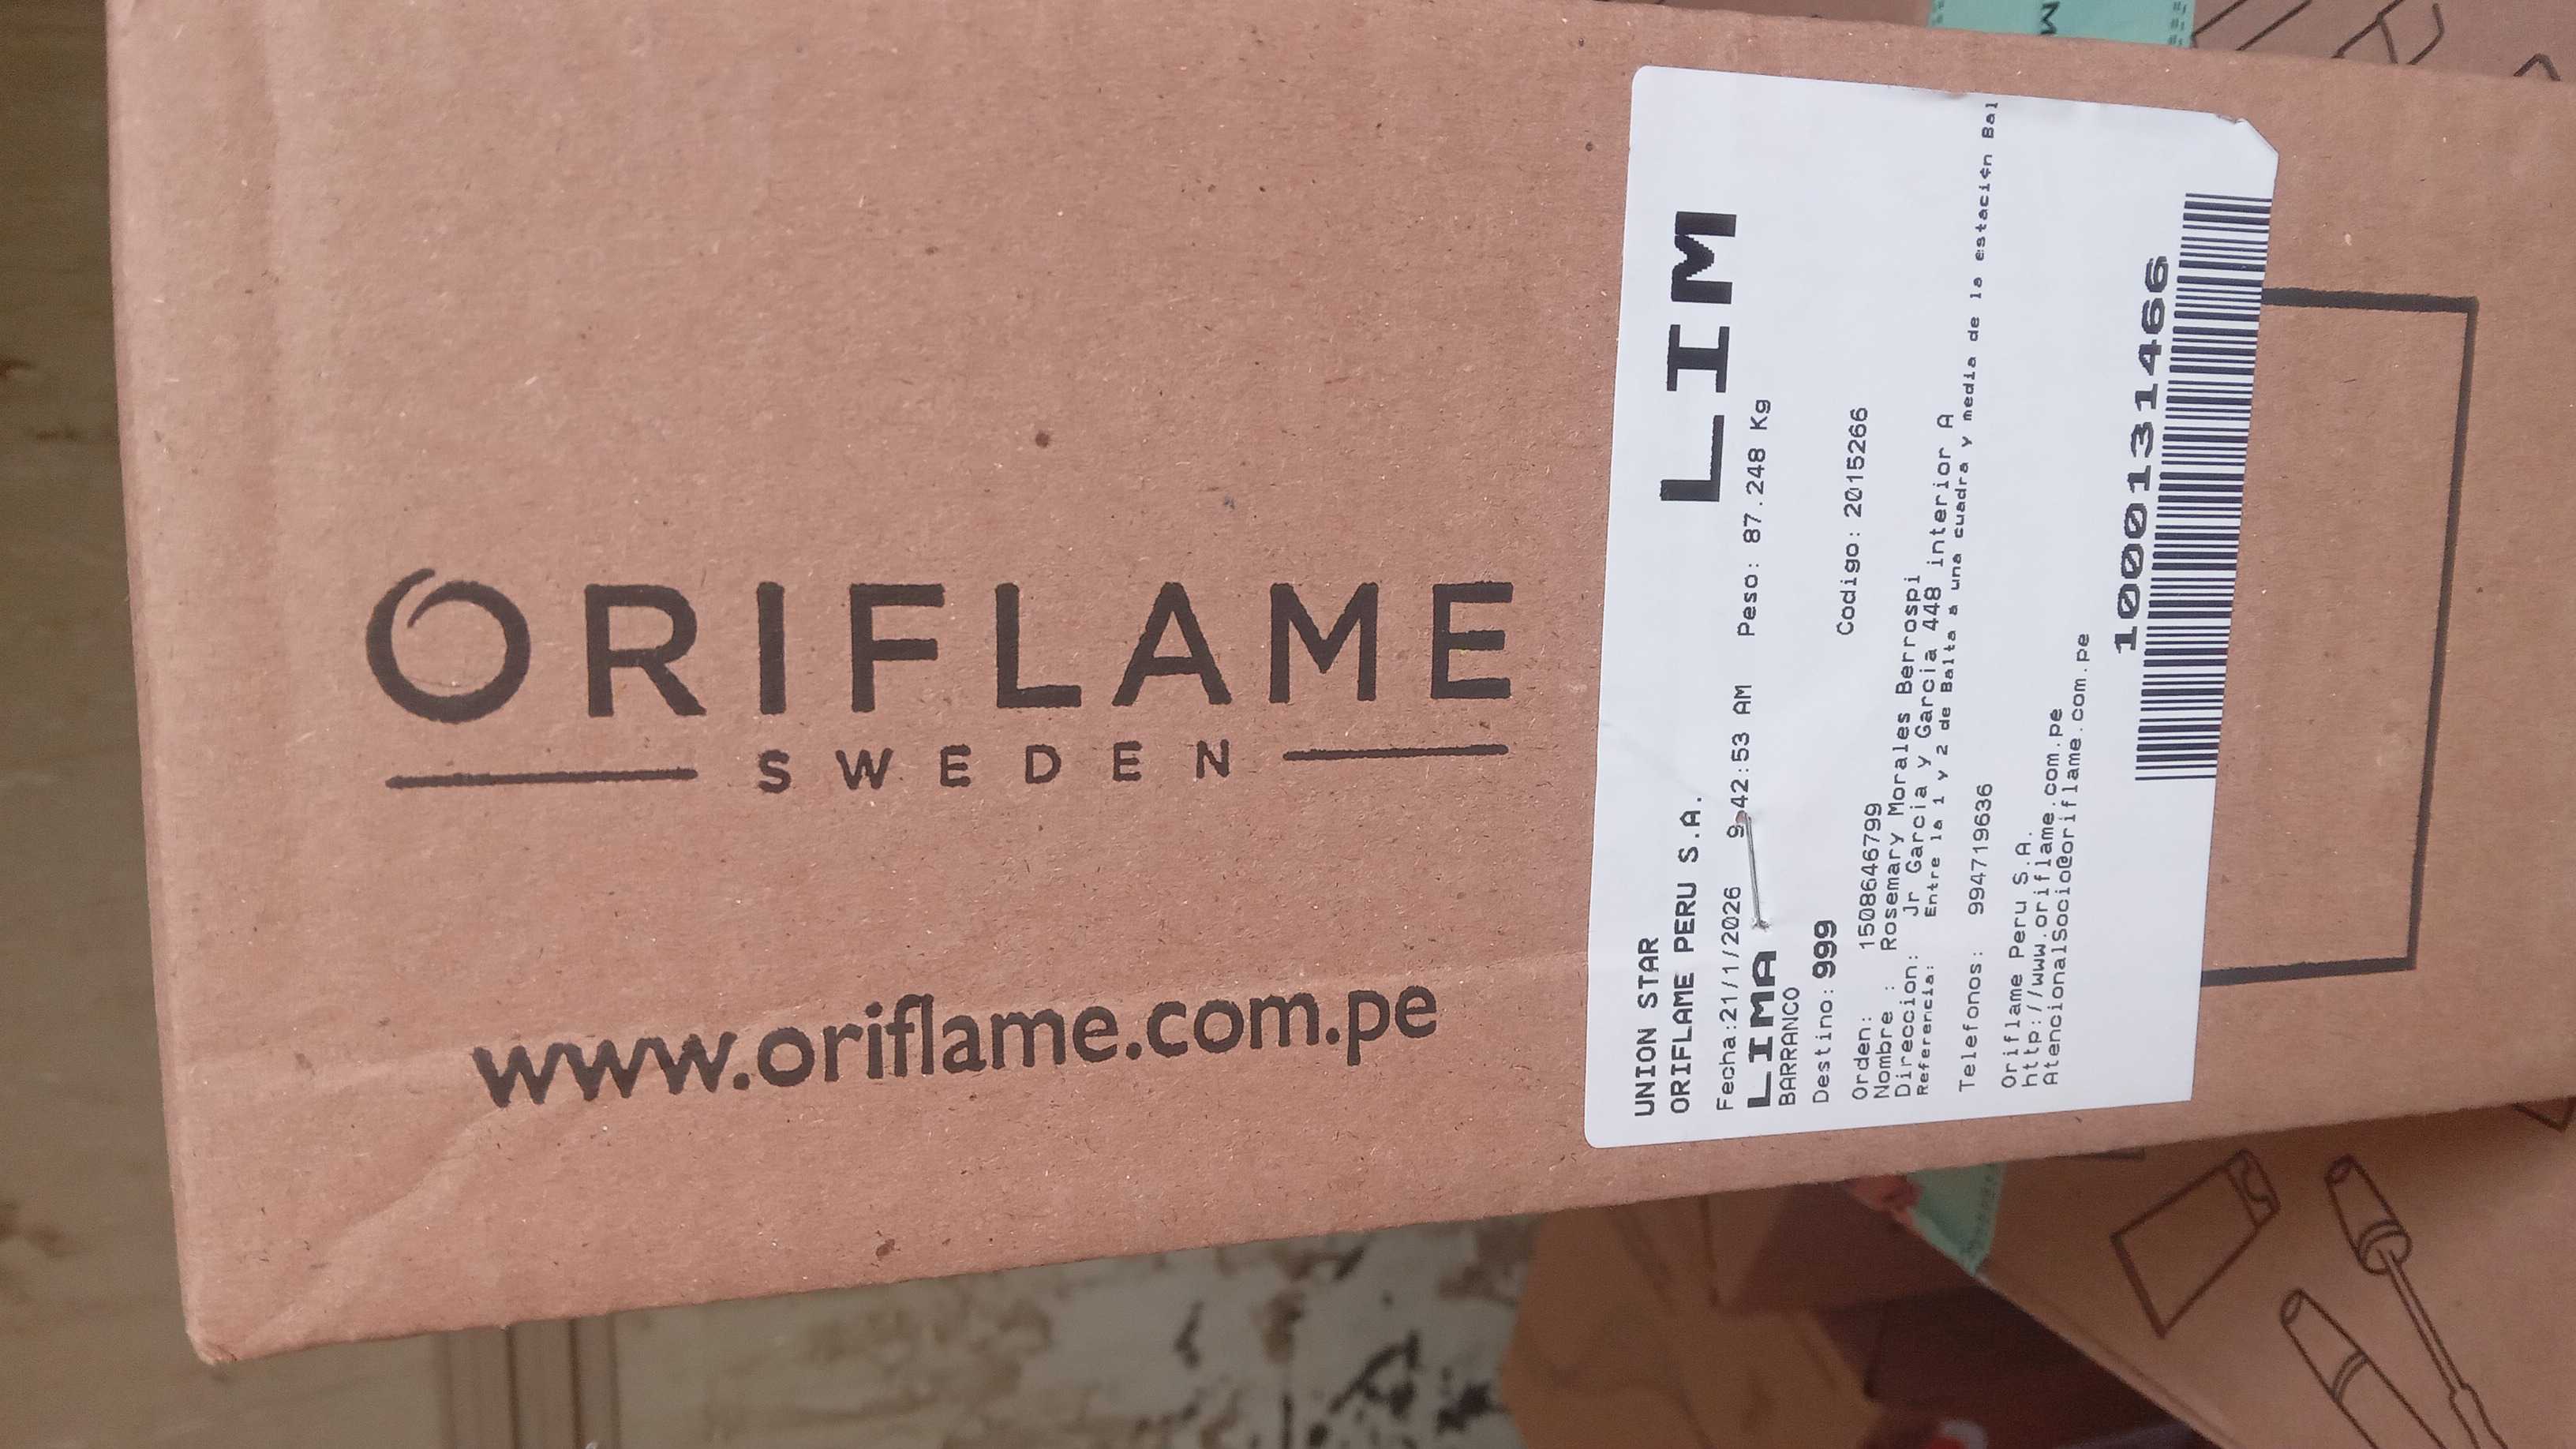 ORIFLAME
SWEDEN
www.oriflame.com.pe
UNION STAR
ORIFLAME PERU S.A.
LIM
Fecha:21/1/2026 9:42:53 AM Peso: 87.248 Kg
LIMA
BARRANCO
Destino:999
Codigo: 2015266
Orden: 1508646799
Nombre : Rosemary Morales Berrospi
Direccion: Jr Garcia y Garcia 448 interior A
Referencia: Entre la 1 y 2 de Balta a una cuadra y media de la estaci¢n Bal
Telefonos: 994719636
Oriflame Peru S.A.
http://www.oriflame.com.pe
AtencionalSocio@oriflame.com.pe
1000131466
M